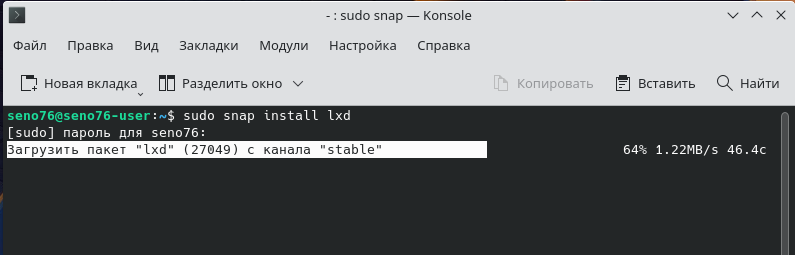 - : sudo snap — Konsole
Файл Правка Вид Закладки Модули Настройка Справка
Новая вкладка Разделить окно Копировать Вставить Найти
seno76@seno76-user:~$ sudo snap install lxd
[sudo] пароль для seno76:
Загрузить пакет "lxd" (27049) с канала "stable" 64% 1.22MB/s 46.4с